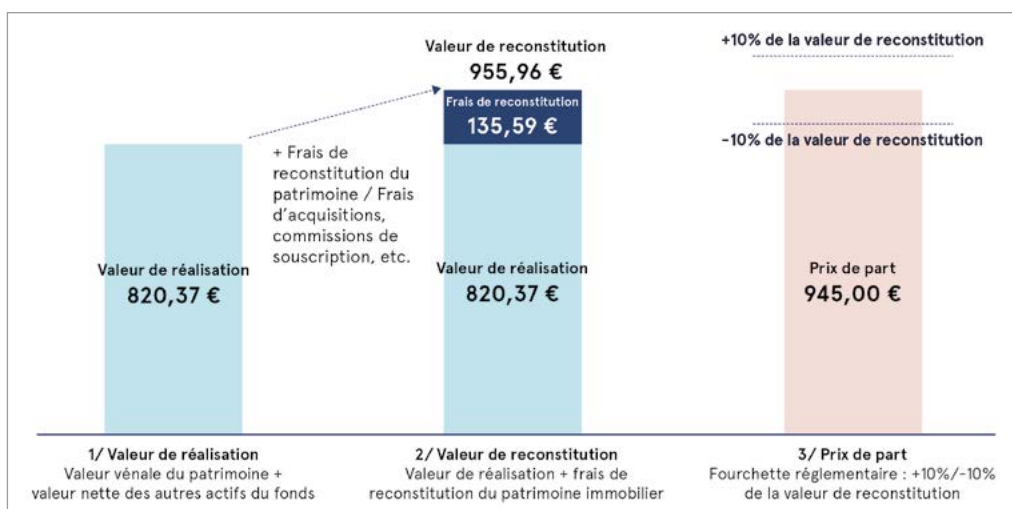 Valeur de reconstitution
955,96 €
Frais de reconstitution
135,59 €
+10% de la valeur de reconstitution
-10% de la valeur de reconstitution
+ Frais de
reconstitution du
patrimoine / Frais
d'acquisitions,
commissions de
souscription, etc.
Valeur de réalisation
820,37 €
Valeur de réalisation
820,37 €
Prix de part
945,00 €
1/ Valeur de réalisation
Valeur vénale du patrimoine +
valeur nette des autres actifs du fonds
2/ Valeur de reconstitution
Valeur de réalisation + frais de
reconstitution du patrimoine immobilier
3/ Prix de part
Fourchette réglementaire : +10%/-10%
de la valeur de reconstitution